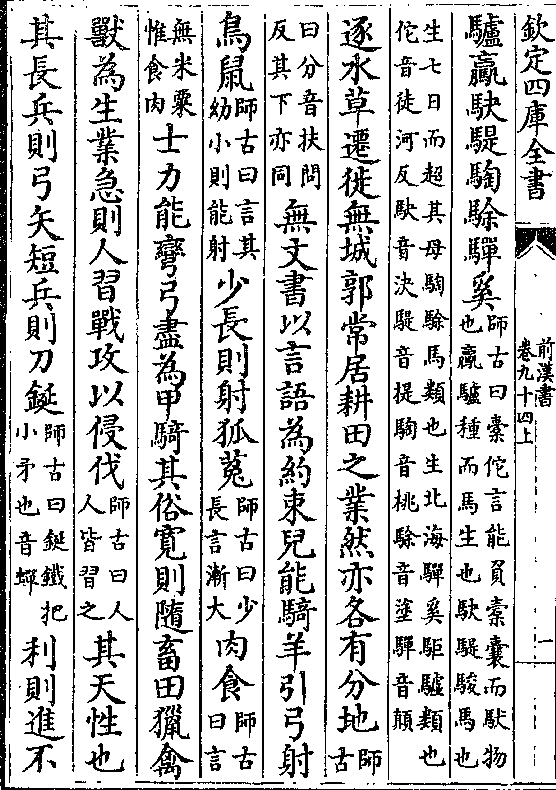 欽定四庫全書
前漢書
卷九十四上
一
驢驘駃騠騊駼驒奚師古曰橐佗言能負橐囊而馱物也驘驢種而馬生也駃騠駿馬也
生七日而超其母騊駼馬類也生北海驒奚駏驢類也佗音徒河反駃音決騠音提騊音桃駼音塗驒音顛
逐水草遷徙無城郭常居耕田之業然亦各有分地師古
曰分音扶問反其下亦同無文書以言語為約束兒能騎羊引弓射
鳥鼠師古曰言其幼小則能射少長則射狐菟師古曰少長言漸大肉食師古曰言
無米粟惟食肉士力能彎弓盡為甲騎其俗寛則隨畜田獵禽
獸為生業急則人習戰攻以侵伐師古曰人人皆習之其天性也
其長兵則弓矢短兵則刀鋋師古曰鋋鐵把小矛也音蟬利則進不